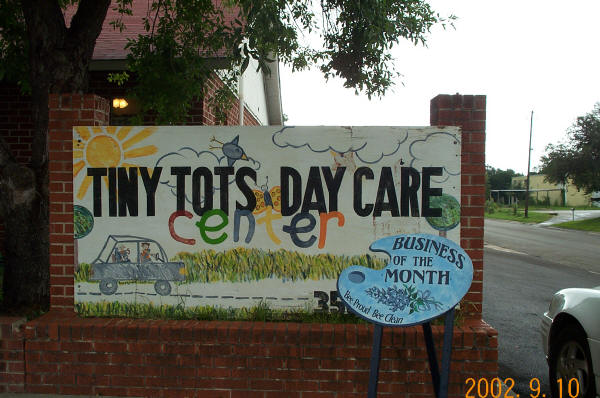 TINY TOTS DAY CARE
center
35
BUSINESS
OF THE
MONTH
Bee Proud Bee Clean
2002. 9. 10